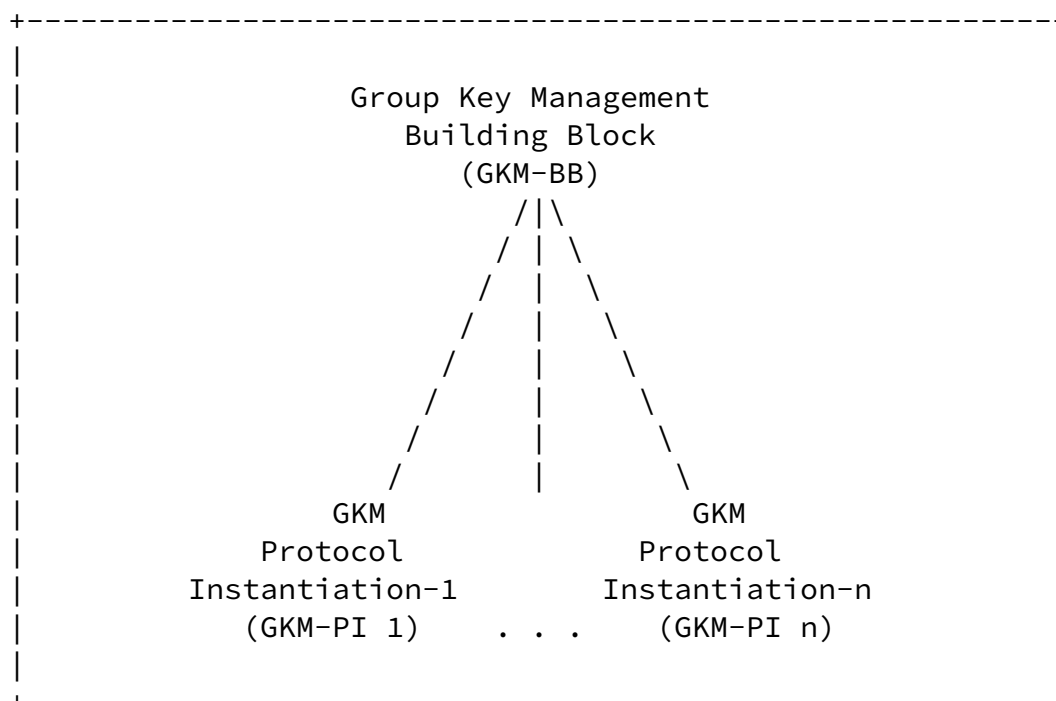 Group Key Management
Building Block
(GKM-BB)
GKM GKM
Protocol Protocol
Instantiation-1 Instantiation-n
(GKM-PI 1) . . . (GKM-PI n)